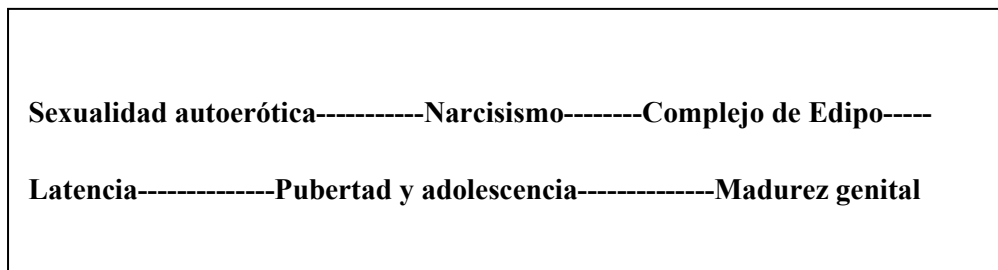 Sexualidad autoerótica-----------Narcisismo--------Complejo de Edipo-----
Latencia--------------Pubertad y adolescencia--------------Madurez genital